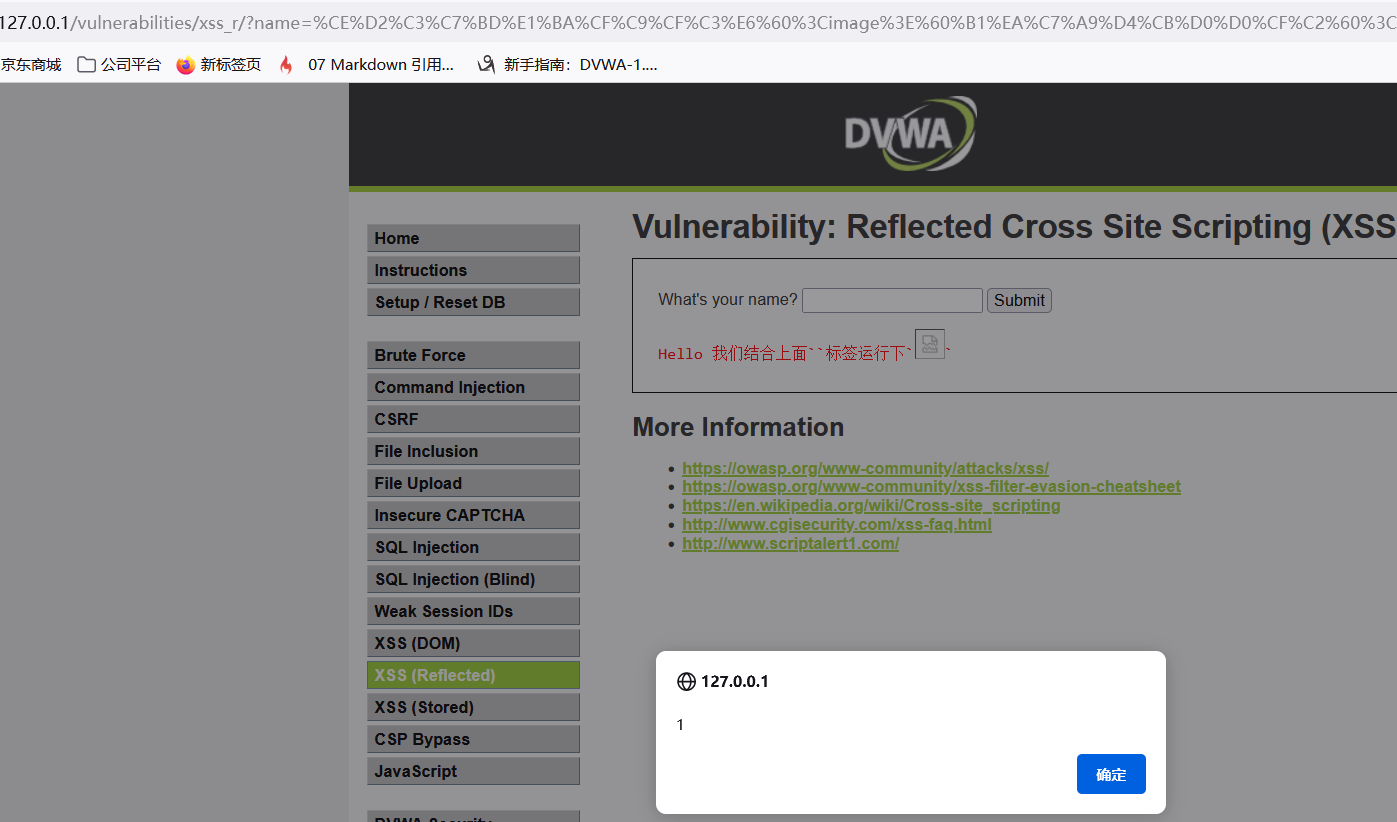 127.0.0.1/vulnerabilities/xss_r/?name=%CE%D2%C3%C7%BD%E1%BA%CF%C9%CF%C3%E6%60%3Cimage%3E%60%B1%EA%C7%A9%D4%CB%D0%D0%CF%C2%60%3C
京东商城 公司平台 新标签页 07 Markdown 引用... 新手指南：DVWA-1....
DVWA
Home
Instructions
Setup / Reset DB
Brute Force
Command Injection
CSRF
File Inclusion
File Upload
Insecure CAPTCHA
SQL Injection
SQL Injection (Blind)
Weak Session IDs
XSS (DOM)
XSS (Reflected)
XSS (Stored)
CSP Bypass
JavaScript
DVWA Security
Vulnerability: Reflected Cross Site Scripting (XSS
What's your name? Submit
Hello 我们结合上面``标签运行下` `
More Information
https://owasp.org/www-community/attacks/xss/
https://owasp.org/www-community/xss-filter-evasion-cheatsheet
https://en.wikipedia.org/wiki/Cross-site_scripting
http://www.cgisecurity.com/xss-faq.html
http://www.scriptalert1.com/
127.0.0.1
1
确定